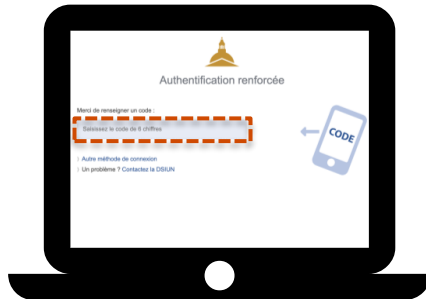 Authentification renforcée
Merci de renseigner un code :
Saisissez le code de 6 chiffres
CODE
| Autre méthode de connexion
| Un problème ? Contactez la DSIUN